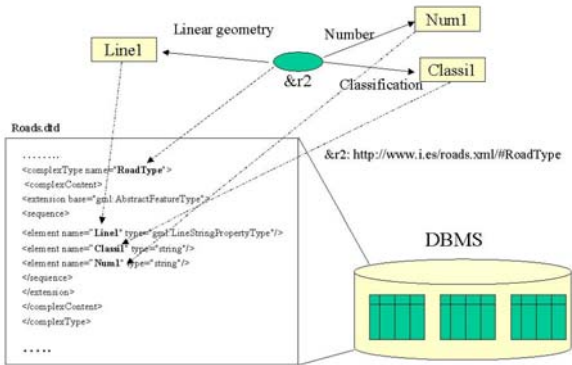 Linear geometry
Number
Num1
Line1
&r2
Classification
Classi1
Roads.dtd
&r2: http://www.i.es/roads.xml/#RoadType
........
<complexType name="RoadType">
<complexContent>
<extension base="gml:AbstractFeatureType">
<sequence>
<element name="Line1" type="gml:LineStringPropertyType"/>
<element name="Classi1" type="string"/>
<element name="Num1" type="string"/>
</sequence>
</extension>
</complexContent>
</complexType>
.....
DBMS